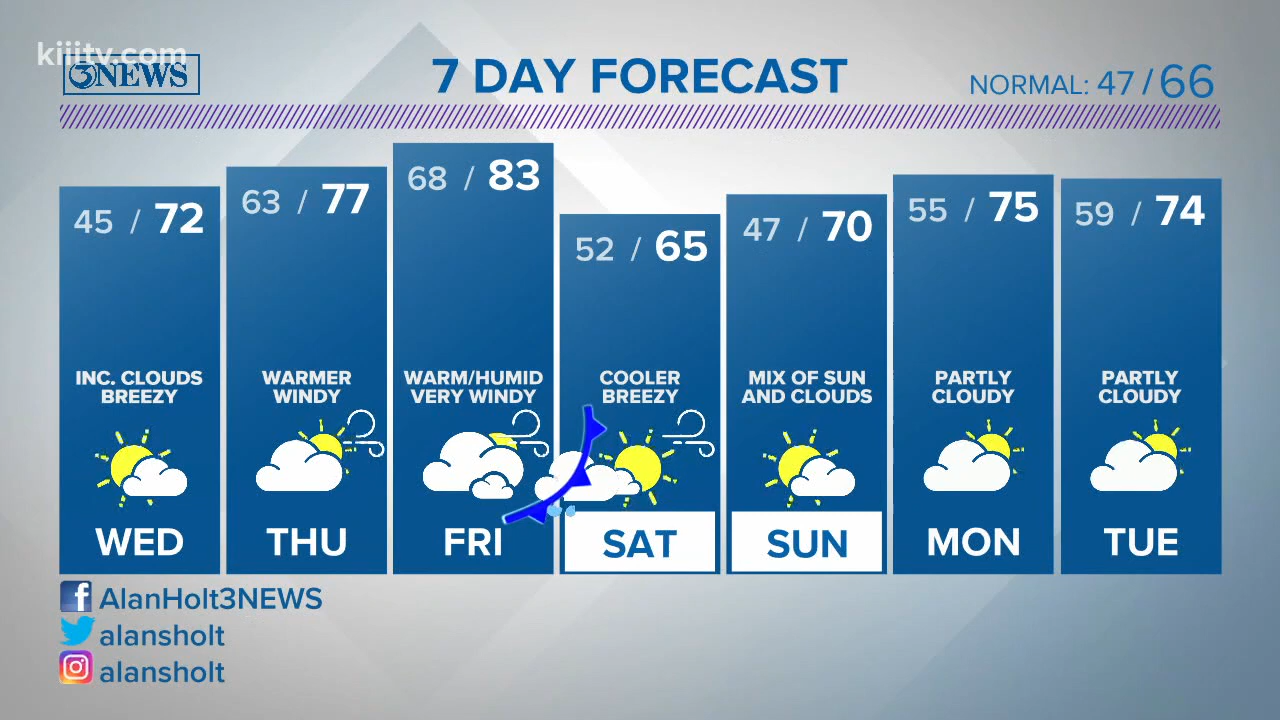 kiiitv.com
3NEWS
7 DAY FORECAST
NORMAL: 47 / 66
45 / 72
INC. CLOUDS
BREEZY
WED
63 / 77
WARMER
WINDY
THU
68 / 83
WARM/HUMID
VERY WINDY
FRI
52 / 65
COOLER
BREEZY
SAT
47 / 70
MIX OF SUN
AND CLOUDS
SUN
55 / 75
PARTLY
CLOUDY
MON
59 / 74
PARTLY
CLOUDY
TUE
AlanHolt3NEWS
alansholt
alansholt